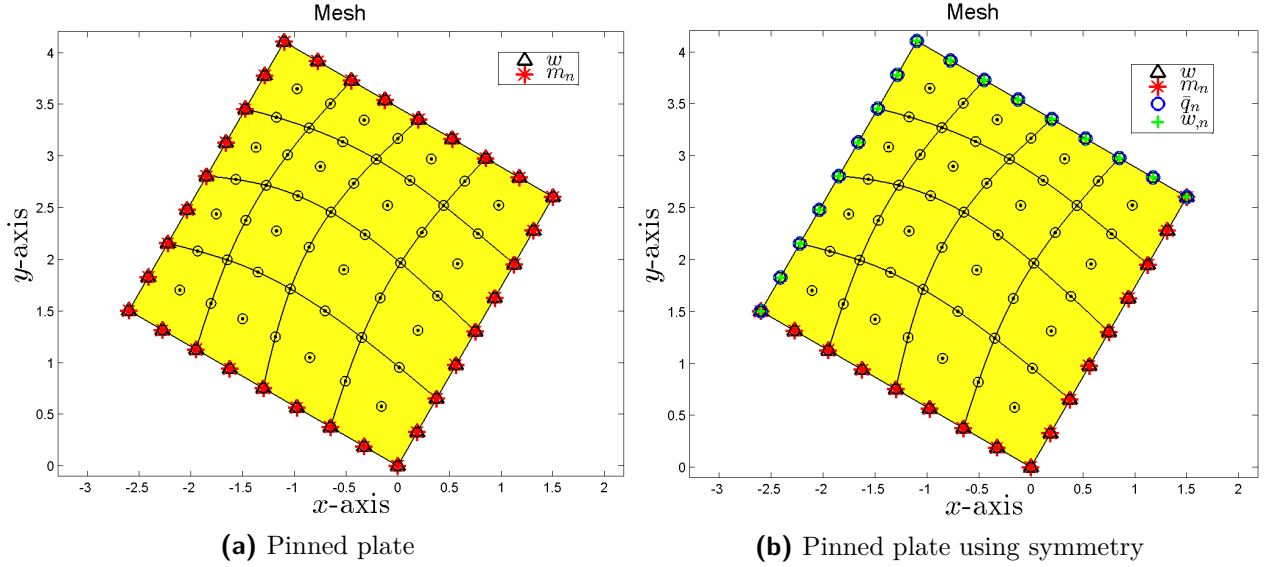 Mesh
w
m_n
4
3.5
3
2.5
2
1.5
1
0.5
0
y-axis
-3 -2.5 -2 -1.5 -1 -0.5 0 0.5 1 1.5 2
x-axis
(a) Pinned plate
Mesh
w
m_n
q̄_n
w_{,n}
4
3.5
3
2.5
2
1.5
1
0.5
0
y-axis
-3 -2.5 -2 -1.5 -1 -0.5 0 0.5 1 1.5 2
x-axis
(b) Pinned plate using symmetry